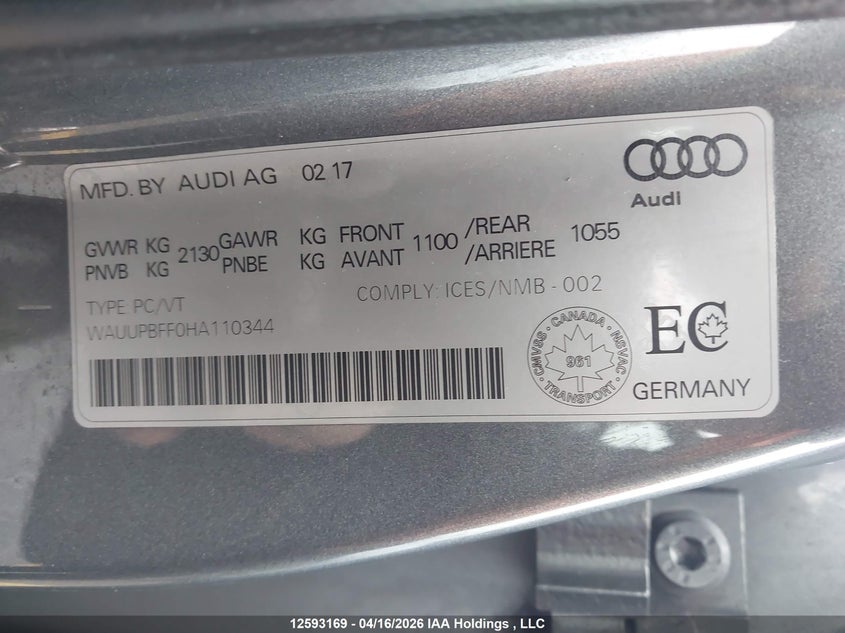 MFD. BY AUDI AG 02 17
Audi
GVWR KG 2130 GAWR KG FRONT 1100 /REAR 1055
PNVB KG PNBE KG AVANT /ARRIERE
TYPE PC/VT
COMPLY: ICES/NMB - 002
WAUUPBFF0HA110344
CMVSS · CANADA · NSVAC · TRANSPORT ·
961
EC
GERMANY
12593169 - 04/16/2026 IAA Holdings , LLC